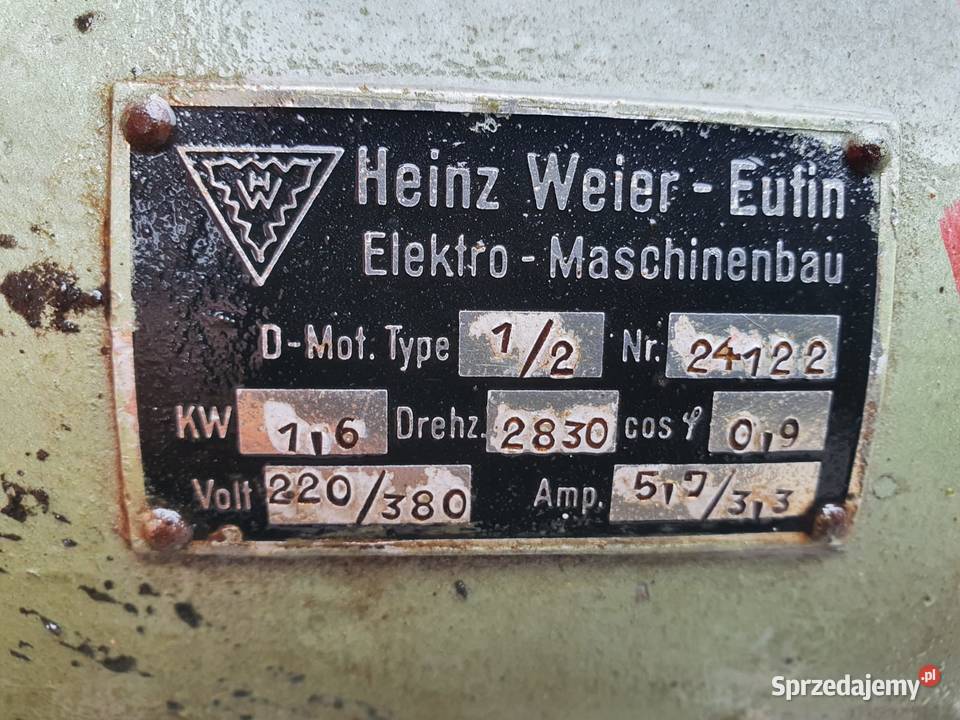 W
Heinz Weier - Eutin
Elektro - Maschinenbau
D-Mot. Type 1/2 Nr. 24122
KW 1,6 Drehz. 2830 cos φ 0,9
Volt 220/380 Amp. 5,7/3,3
Sprzedajemy.pl